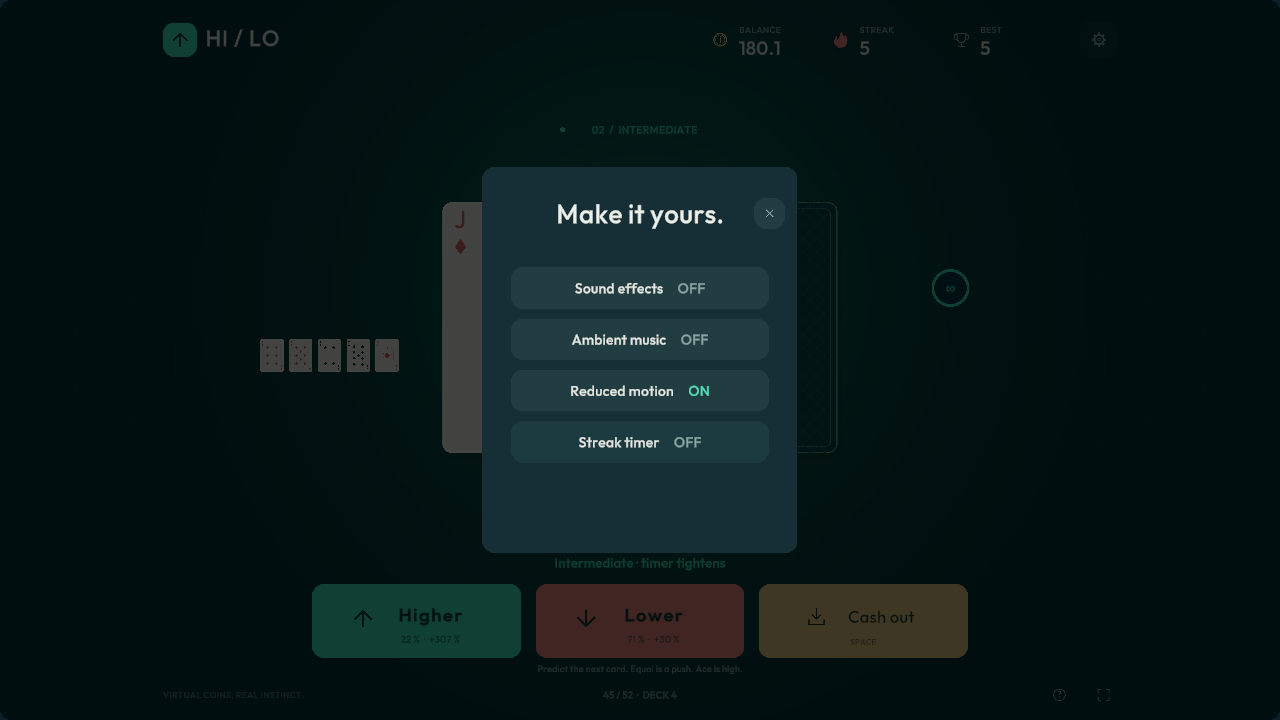 HI / LO
BALANCE
180.1
STREAK
5
BEST
5
02 / INTERMEDIATE
J
Make it yours.
×
Sound effects OFF
Ambient music OFF
Reduced motion ON
Streak timer OFF
∞
Intermediate · timer tightens
Higher
22 % · +307 %
Lower
71 % · +30 %
Cash out
SPACE
Predict the next card. Equal is a push. Ace is high.
VIRTUAL COINS. REAL INSTINCT.
45 / 52 · DECK 4